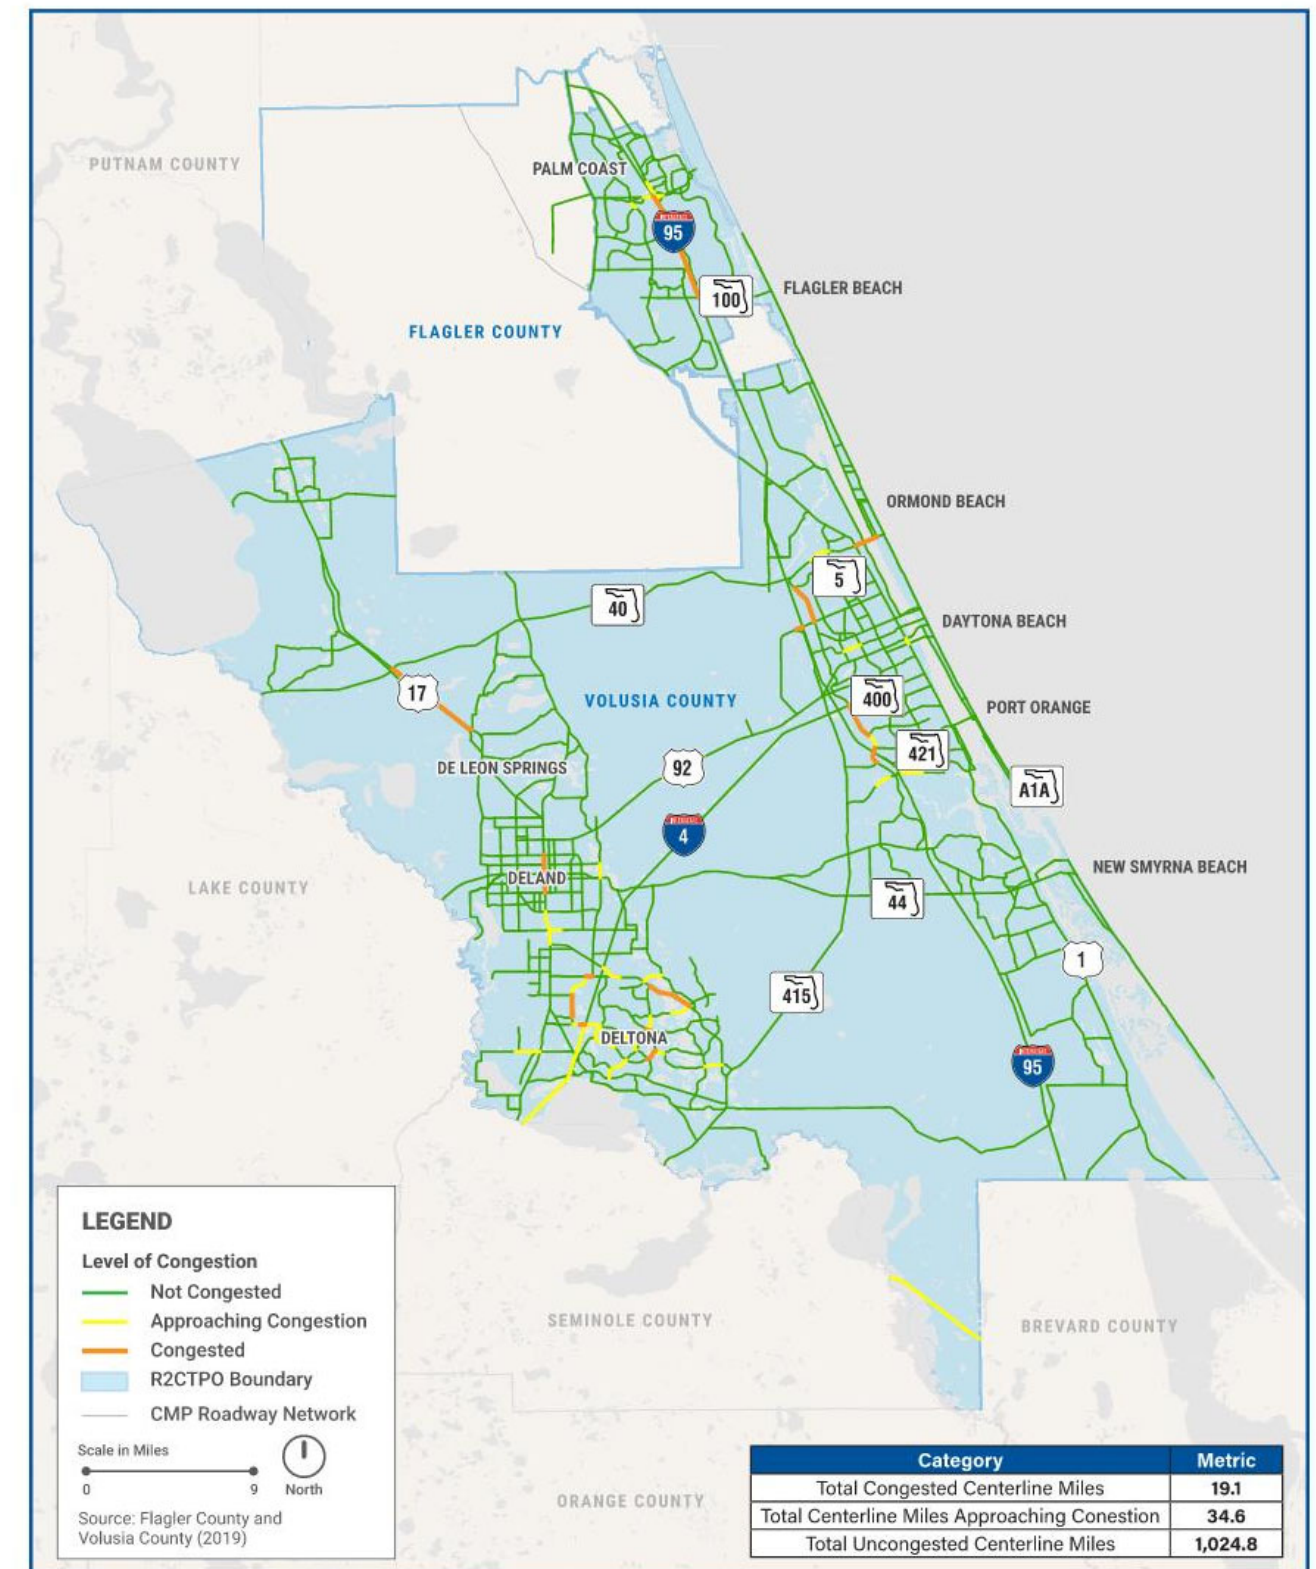 PUTNAM COUNTY
PALM COAST
95
100
FLAGLER BEACH
FLAGLER COUNTY
ORMOND BEACH
5
40
DAYTONA BEACH
17
VOLUSIA COUNTY
400
PORT ORANGE
421
DE LEON SPRINGS
92
A1A
4
NEW SMYRNA BEACH
DELAND
LAKE COUNTY
44
1
415
DELTONA
95
LEGEND
Level of Congestion
Not Congested
Approaching Congestion
Congested
R2CTPO Boundary
CMP Roadway Network
Scale in Miles
0 9 North
Source: Flagler County and
Volusia County (2019)
SEMINOLE COUNTY
BREVARD COUNTY
ORANGE COUNTY
Category Metric
Total Congested Centerline Miles 19.1
Total Centerline Miles Approaching Conestion 34.6
Total Uncongested Centerline Miles 1,024.8